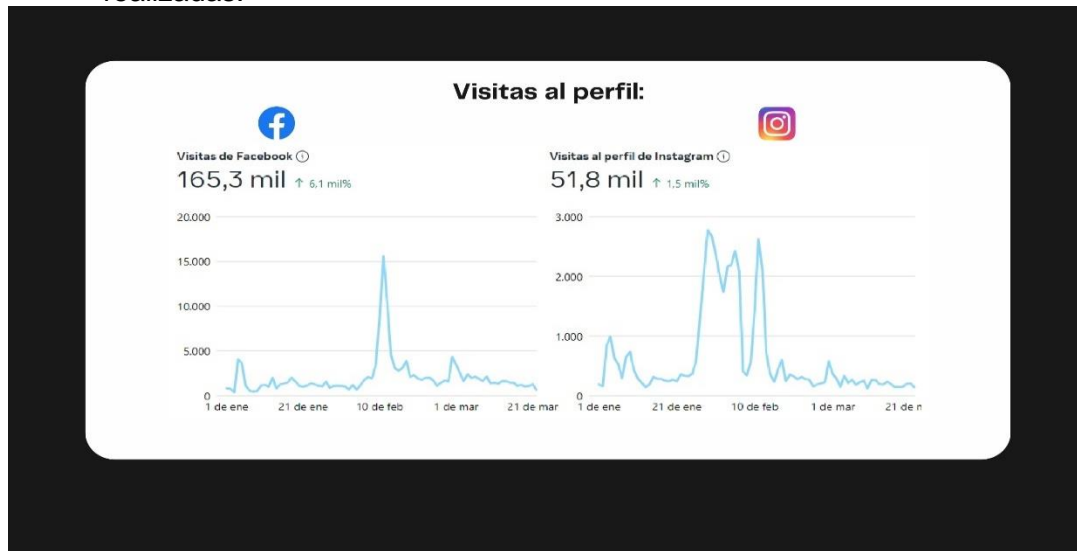 Visitas al perfil:
Visitas de Facebook
165,3 mil ↑ 6,1 mil%
20.000
15.000
10.000
5.000
0
1 de ene 21 de ene 10 de feb 1 de mar 21 de mar
Visitas al perfil de Instagram
51,8 mil ↑ 1,5 mil%
3.000
2.000
1.000
0
1 de ene 21 de ene 10 de feb 1 de mar 21 de n